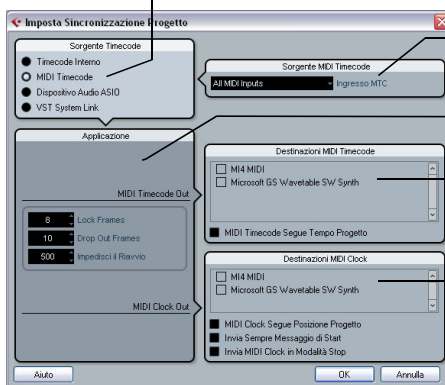 Imposta Sincronizzazione Progetto
Sorgente Timecode
Timecode Interno
MIDI Timecode
Dispositivo Audio ASIO
VST System Link
Sorgente MIDI Timecode
All MIDI Inputs
Ingresso MTC
Applicazione
MIDI Timecode Out
8 Lock Frames
10 Drop Out Frames
500 Impedisci il Riavvio
MIDI Clock Out
Destinazioni MIDI Timecode
MI4 MIDI
Microsoft GS Wavetable SW Synth
MIDI Timecode Segue Tempo Progetto
Destinazioni MIDI Clock
MI4 MIDI
Microsoft GS Wavetable SW Synth
MIDI Clock Segue Posizione Progetto
Invia Sempre Messaggio di Start
Invia MIDI Clock in Modalità Stop
Aiuto
OK
Annulla